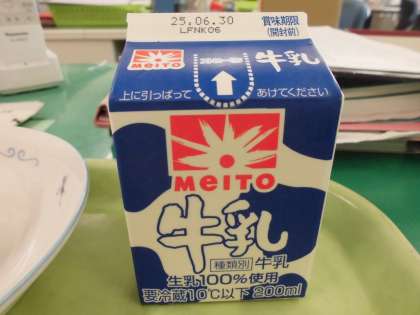 25.06.30
LFNK06
賞味期限
(開封前)
MEITO
牛乳
上に引っぱって あけてください
MEITO
牛乳
種類別 牛乳
生乳100%使用
要冷蔵10℃以下 200ml